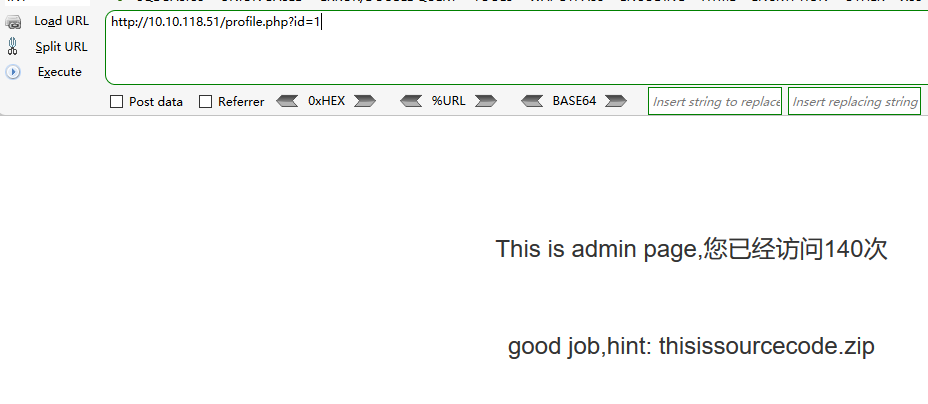 Load URL
http://10.10.118.51/profile.php?id=1
Split URL
Execute
Post data Referrer 0xHEX %URL BASE64 Insert string to replace Insert replacing string
This is admin page,您已经访问140次
good job,hint: thisissourcecode.zip